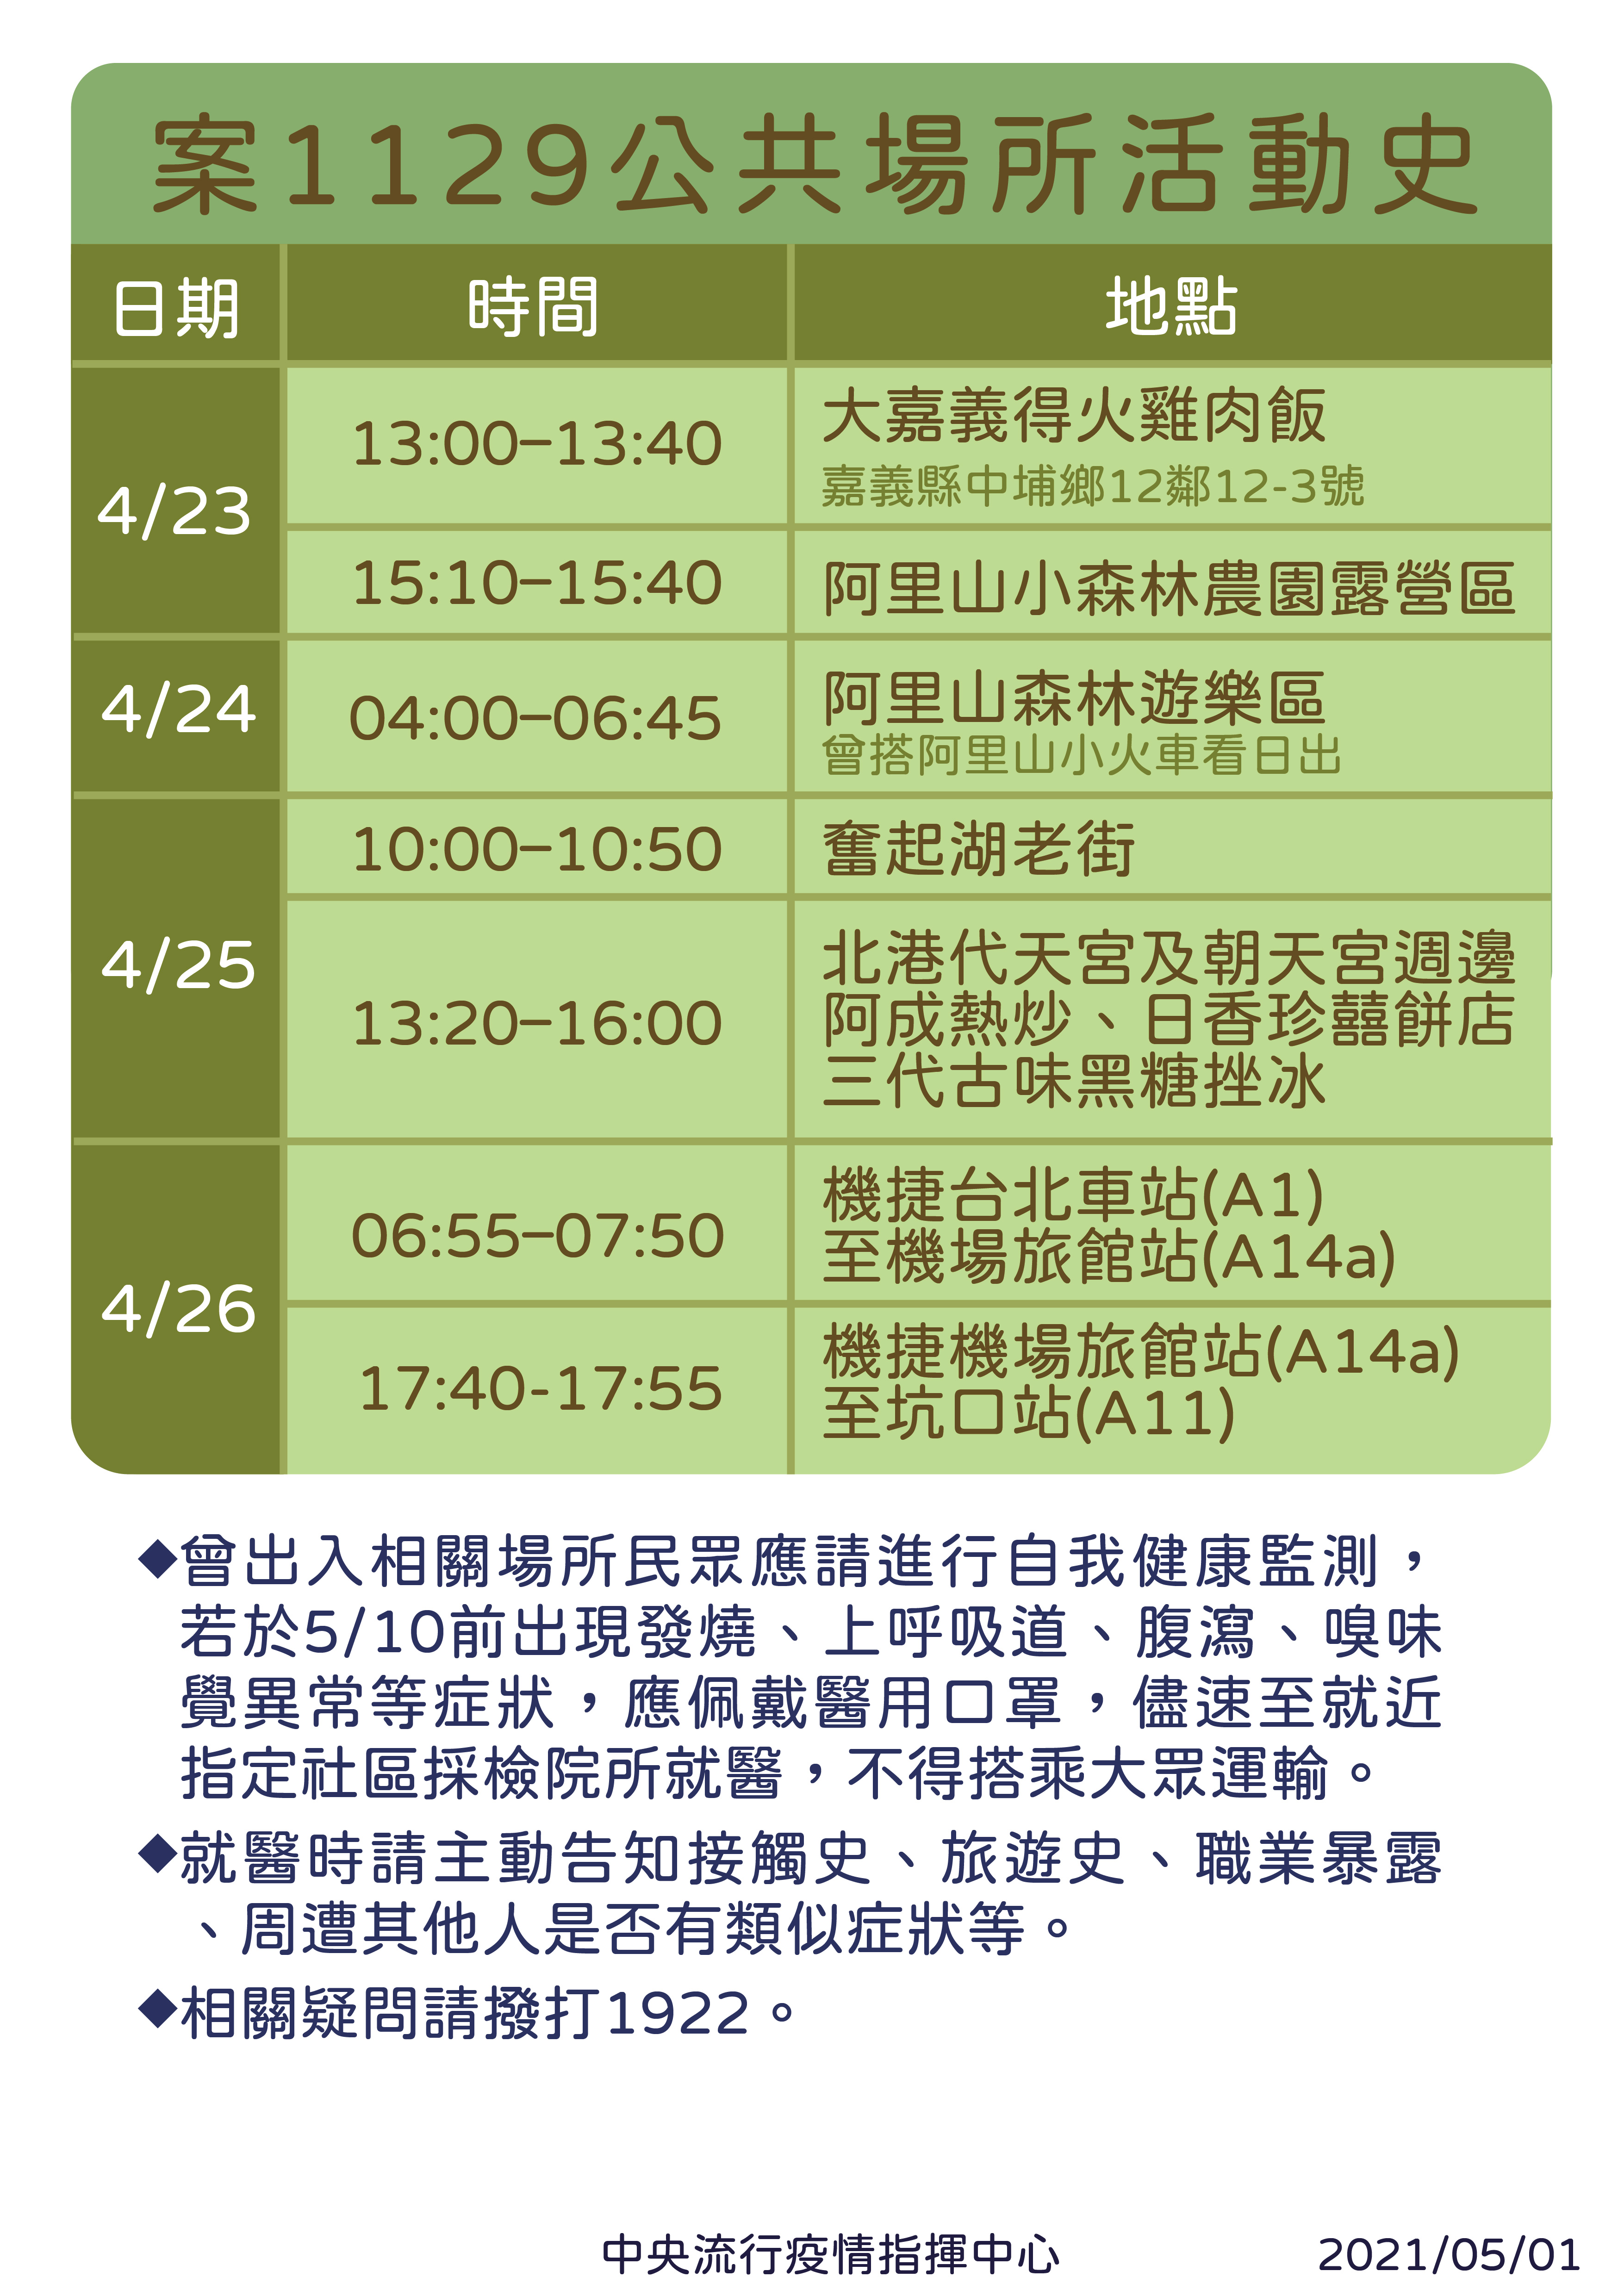 案1129公共場所活動史
日期 時間 地點
4/23
13:00–13:40
大嘉義得火雞肉飯
嘉義縣中埔鄉12鄰12-3號
15:10–15:40
阿里山小森林農園露營區
4/24
04:00–06:45
阿里山森林遊樂區
曾搭阿里山小火車看日出
4/25
10:00–10:50
奮起湖老街
13:20–16:00
北港代天宮及朝天宮週邊
阿成熱炒、日香珍囍餅店
三代古味黑糖挫冰
4/26
06:55–07:50
機捷台北車站(A1)
至機場旅館站(A14a)
17:40-17:55
機捷機場旅館站(A14a)
至坑口站(A11)
◆曾出入相關場所民眾應請進行自我健康監測，
若於5/10前出現發燒、上呼吸道、腹瀉、嗅味
覺異常等症狀，應佩戴醫用口罩，儘速至就近
指定社區採檢院所就醫，不得搭乘大眾運輸。
◆就醫時請主動告知接觸史、旅遊史、職業暴露
、周遭其他人是否有類似症狀等。
◆相關疑問請撥打1922。
中央流行疫情指揮中心 2021/05/01